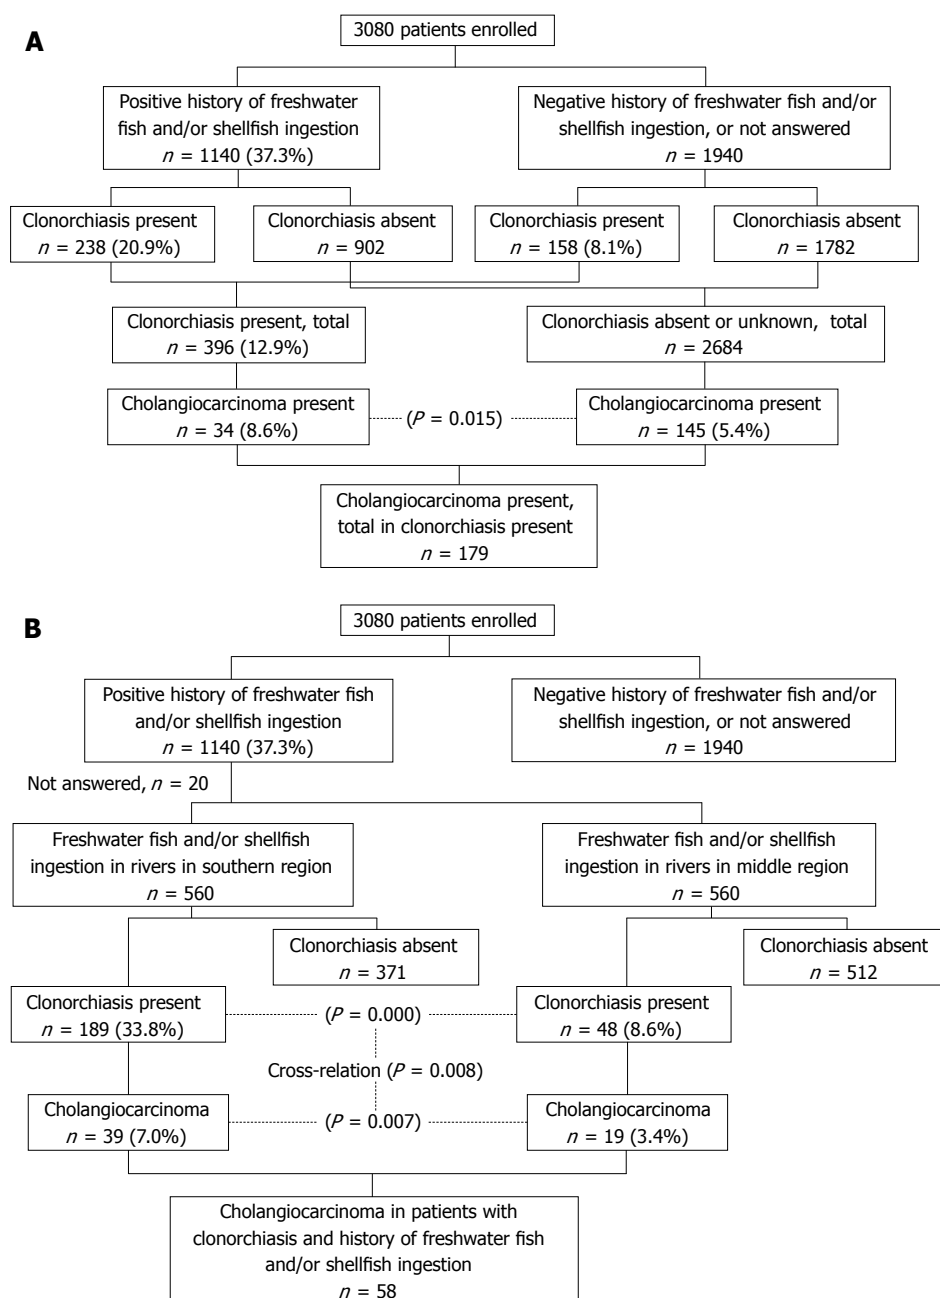 A
3080 patients enrolled
Positive history of freshwater
fish and/or shellfish ingestion
n = 1140 (37.3%)
Negative history of freshwater fish and/or
shellfish ingestion, or not answered
n = 1940
Clonorchiasis present
n = 238 (20.9%)
Clonorchiasis absent
n = 902
Clonorchiasis present
n = 158 (8.1%)
Clonorchiasis absent
n = 1782
Clonorchiasis present, total
n = 396 (12.9%)
Clonorchiasis absent or unknown, total
n = 2684
Cholangiocarcinoma present
n = 34 (8.6%)
(P = 0.015)
Cholangiocarcinoma present
n = 145 (5.4%)
Cholangiocarcinoma present,
total in clonorchiasis present
n = 179
B
3080 patients enrolled
Positive history of freshwater fish
and/or shellfish ingestion
n = 1140 (37.3%)
Negative history of freshwater fish and/or
shellfish ingestion, or not answered
n = 1940
Not answered, n = 20
Freshwater fish and/or shellfish
ingestion in rivers in southern region
n = 560
Freshwater fish and/or shellfish
ingestion in rivers in middle region
n = 560
Clonorchiasis absent
n = 371
Clonorchiasis absent
n = 512
Clonorchiasis present
n = 189 (33.8%)
(P = 0.000)
Clonorchiasis present
n = 48 (8.6%)
Cross-relation (P = 0.008)
Cholangiocarcinoma
n = 39 (7.0%)
(P = 0.007)
Cholangiocarcinoma
n = 19 (3.4%)
Cholangiocarcinoma in patients with
clonorchiasis and history of freshwater fish
and/or shellfish ingestion
n = 58